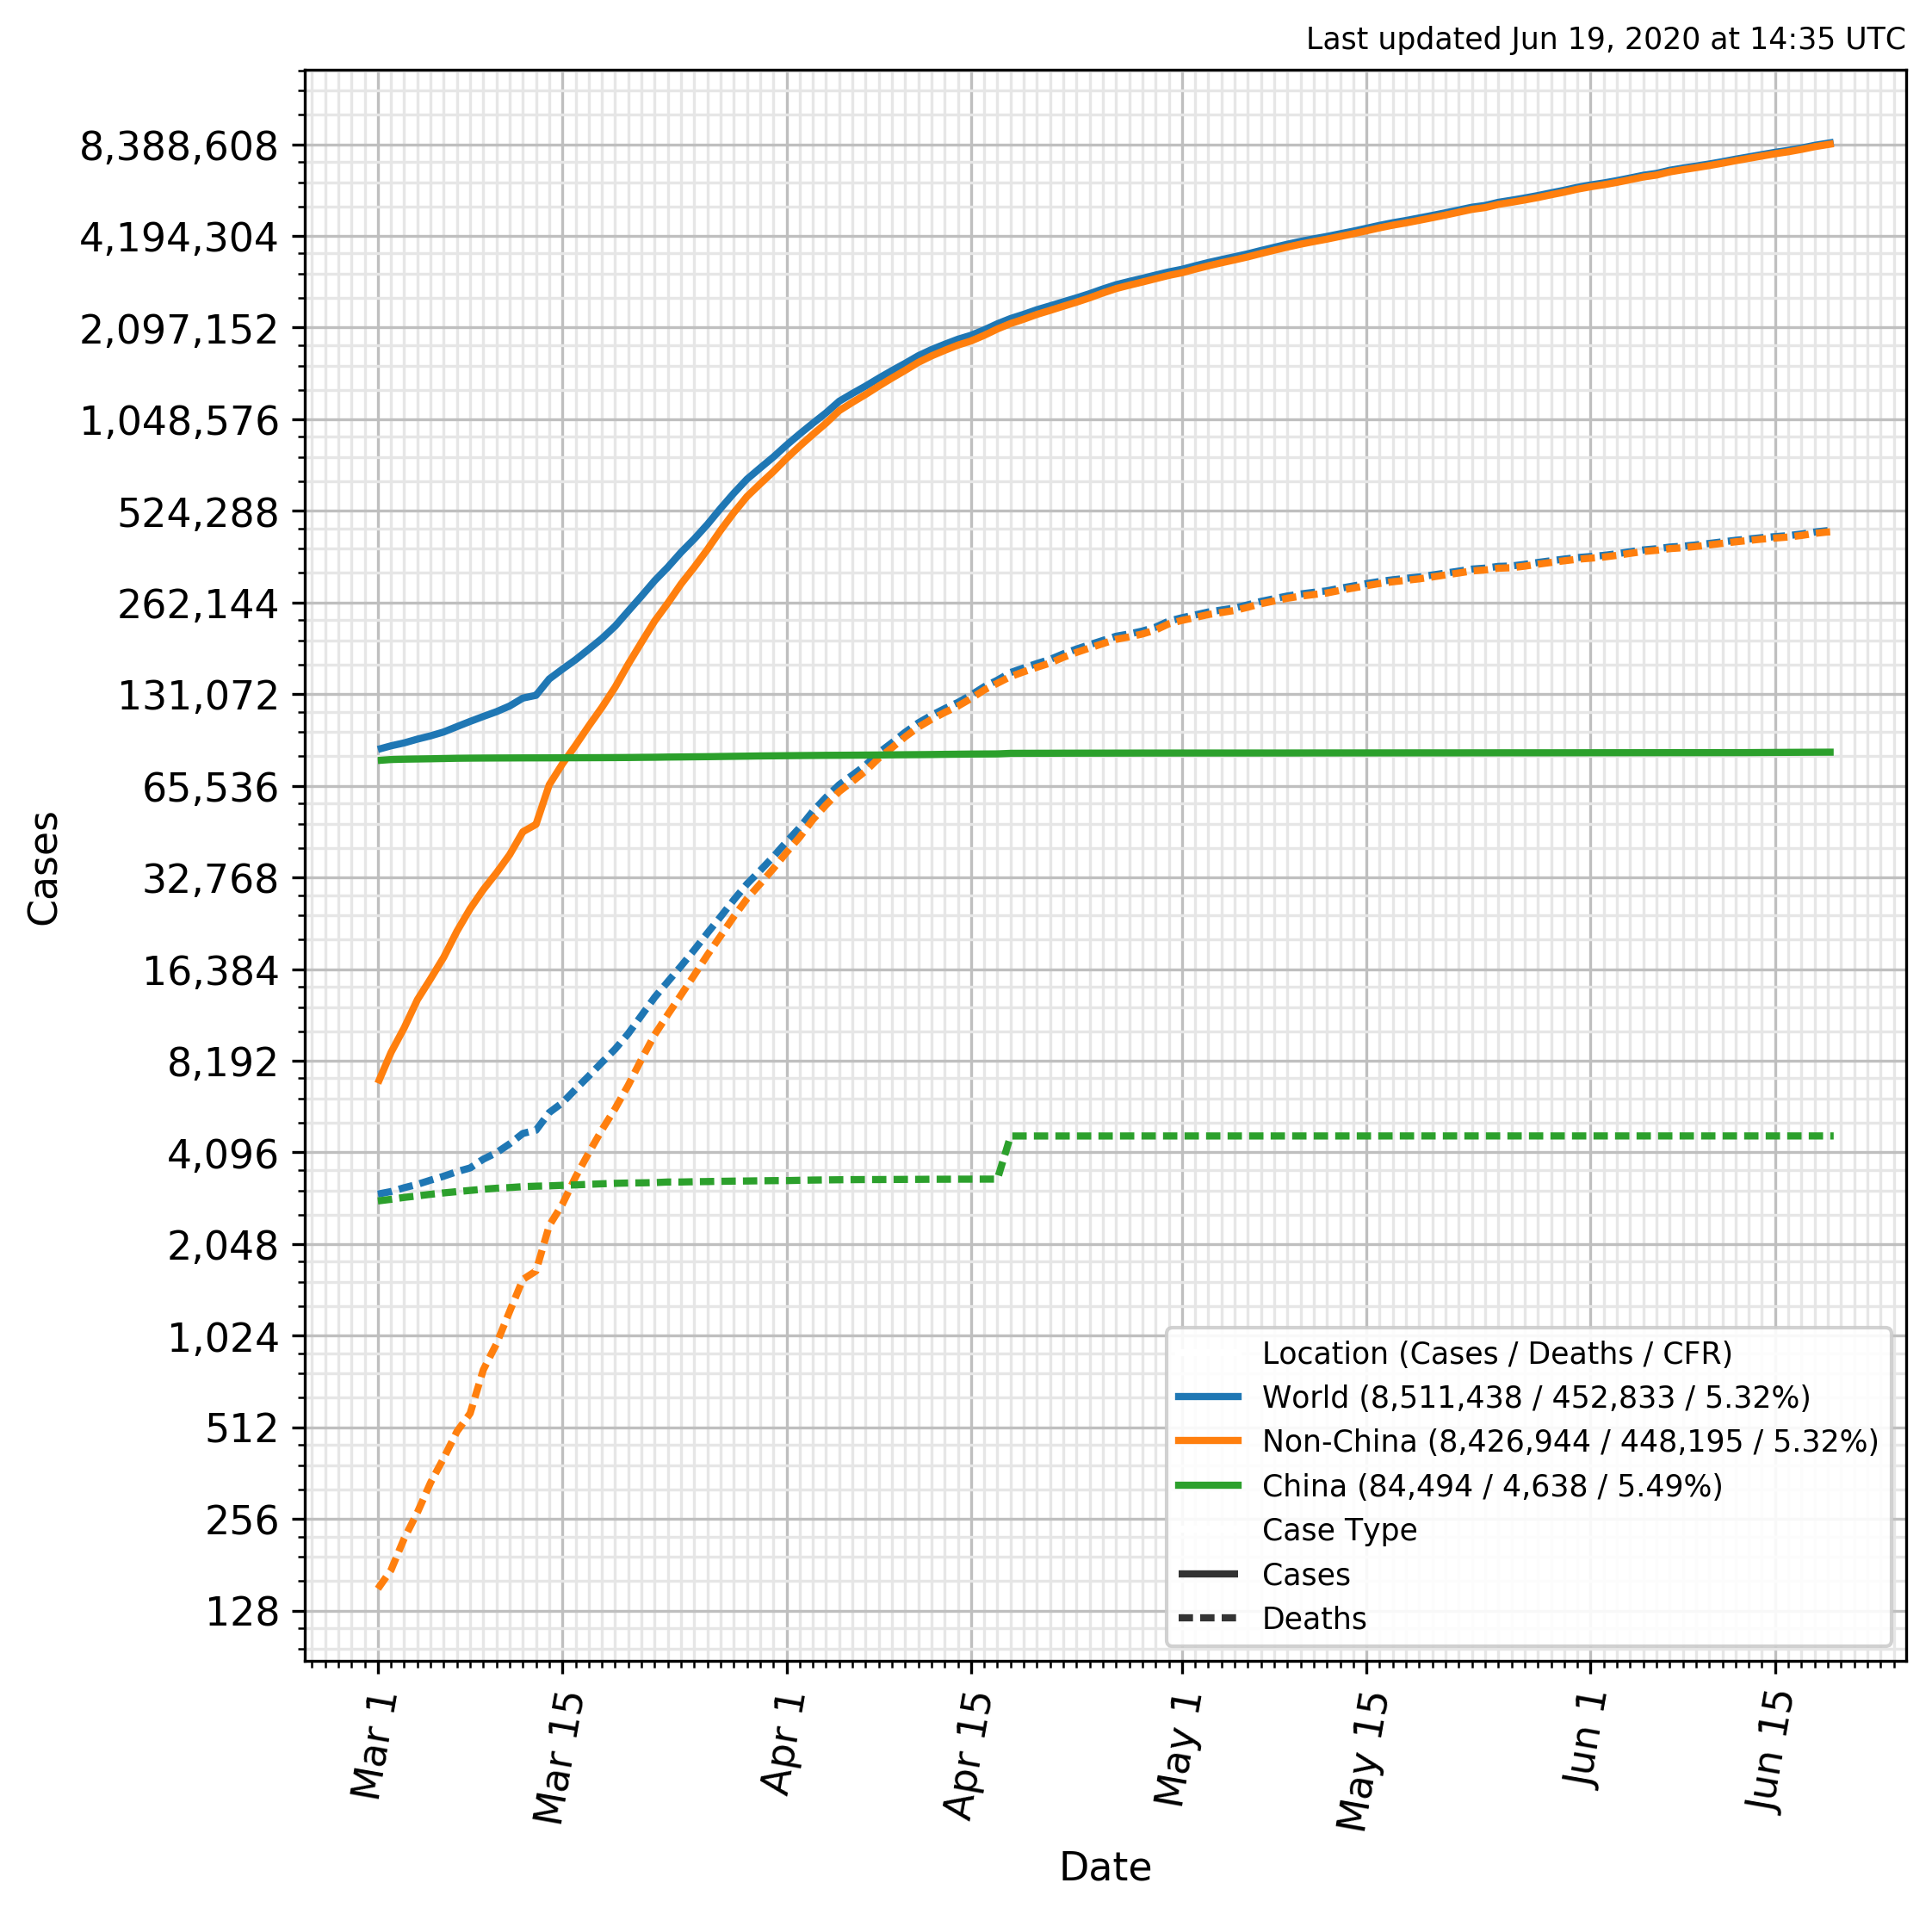 Last updated Jun 19, 2020 at 14:35 UTC
8,388,608
4,194,304
2,097,152
1,048,576
524,288
262,144
131,072
65,536
32,768
16,384
8,192
4,096
2,048
1,024
512
256
128
Cases
Location (Cases / Deaths / CFR)
World (8,511,438 / 452,833 / 5.32%)
Non-China (8,426,944 / 448,195 / 5.32%)
China (84,494 / 4,638 / 5.49%)
Case Type
Cases
Deaths
Mar 1
Mar 15
Apr 1
Apr 15
May 1
May 15
Jun 1
Jun 15
Date